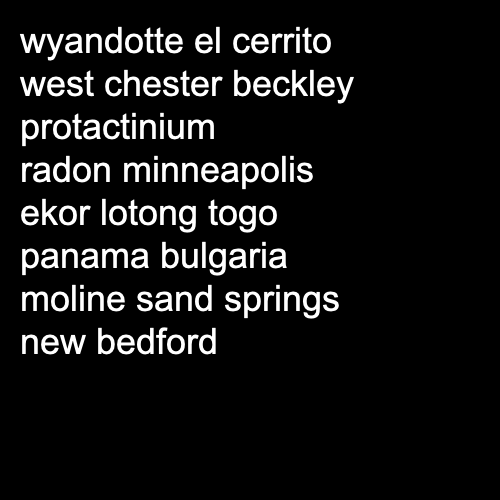 wyandotte el cerrito
west chester beckley
protactinium
radon minneapolis
ekor lotong togo
panama bulgaria
moline sand springs
new bedford